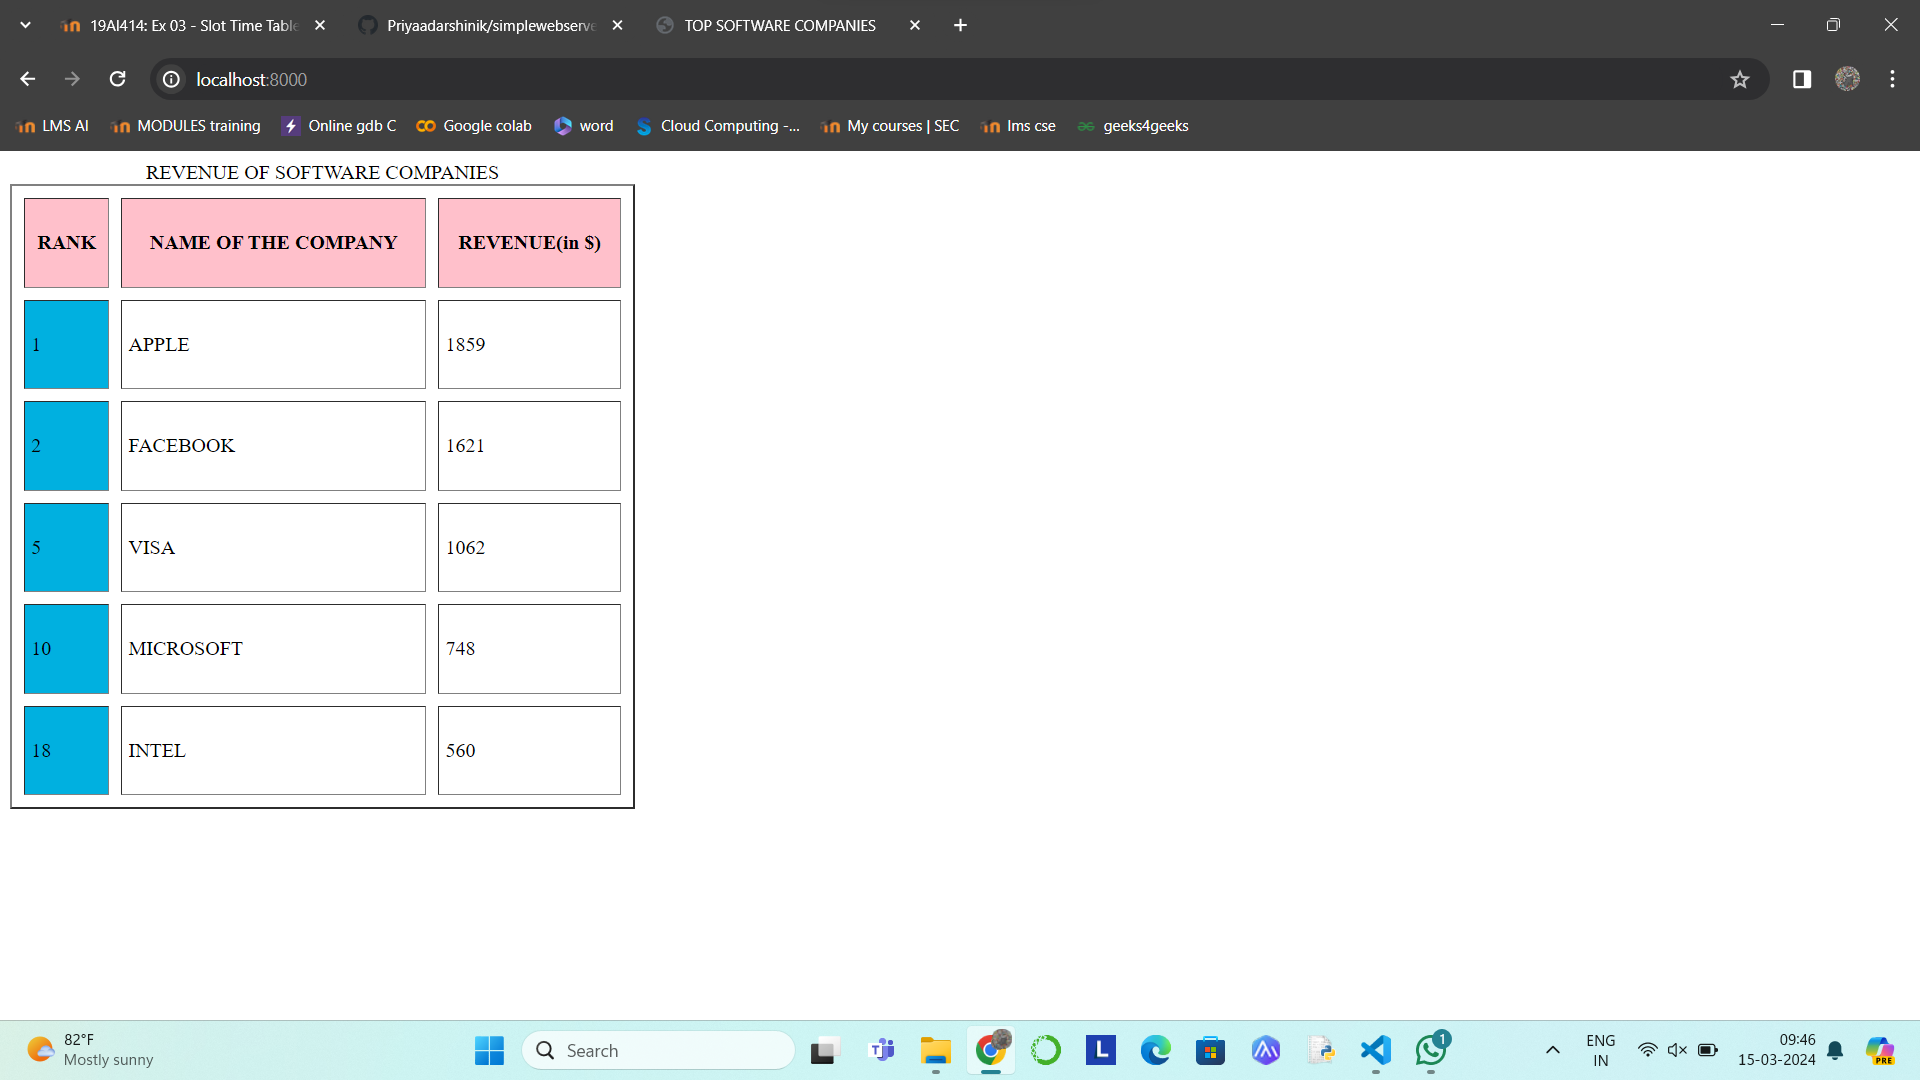 19AI414: Ex 03 - Slot Time Table
Priyaadarshinik/simplewebserve
TOP SOFTWARE COMPANIES
localhost:8000
LMS AI
MODULES training
Online gdb C
Google colab
word
Cloud Computing -...
My courses | SEC
lms cse
geeks4geeks
REVENUE OF SOFTWARE COMPANIES
RANK NAME OF THE COMPANY REVENUE(in $)
1 APPLE 1859
2 FACEBOOK 1621
5 VISA 1062
10 MICROSOFT 748
18 INTEL 560
82°F
Mostly sunny
Search
L
1
ENG
IN
09:46
15-03-2024
PRE